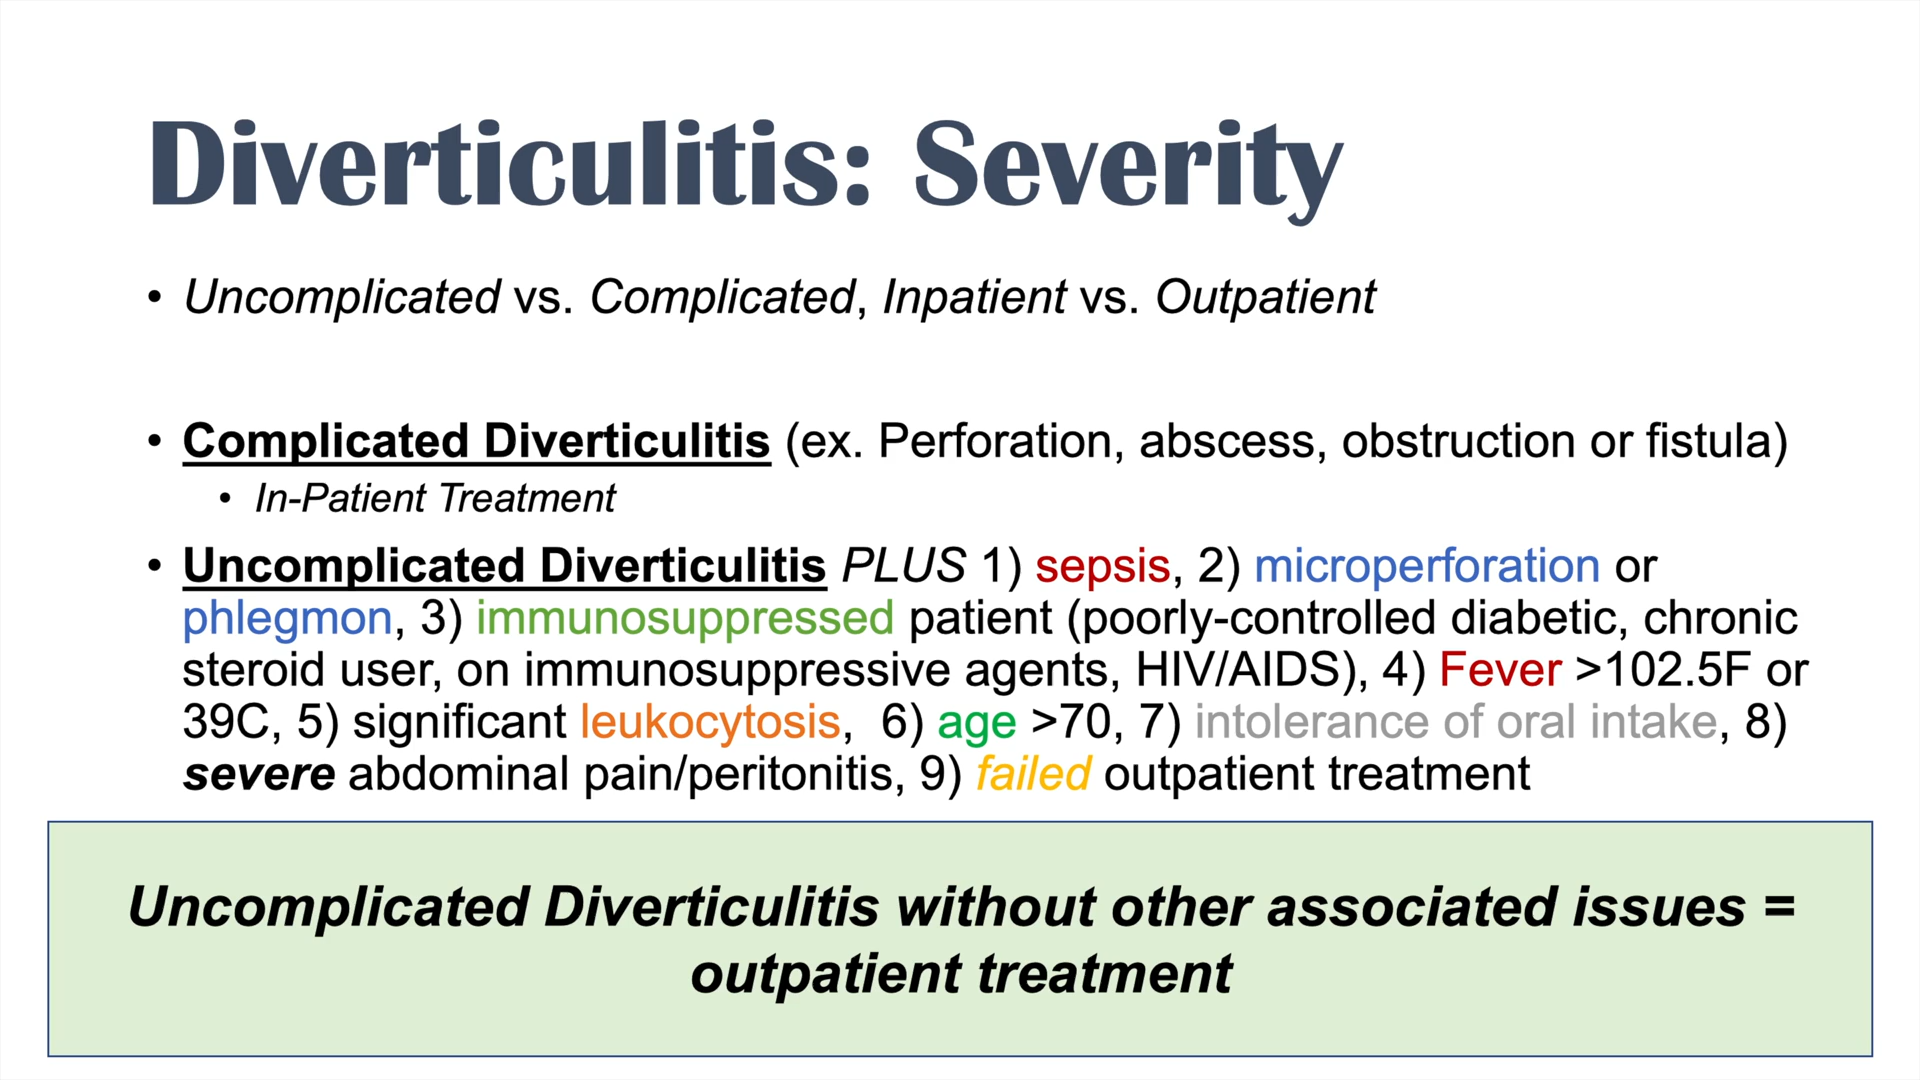 Diverticulitis: Severity
• Uncomplicated vs. Complicated, Inpatient vs. Outpatient
• Complicated Diverticulitis (ex. Perforation, abscess, obstruction or fistula)
• In-Patient Treatment
• Uncomplicated Diverticulitis PLUS 1) sepsis, 2) microperforation or
phlegmon, 3) immunosuppressed patient (poorly-controlled diabetic, chronic
steroid user, on immunosuppressive agents, HIV/AIDS), 4) Fever >102.5F or
39C, 5) significant leukocytosis,  6) age >70, 7) intolerance of oral intake, 8)
severe abdominal pain/peritonitis, 9) failed outpatient treatment
Uncomplicated Diverticulitis without other associated issues =
outpatient treatment